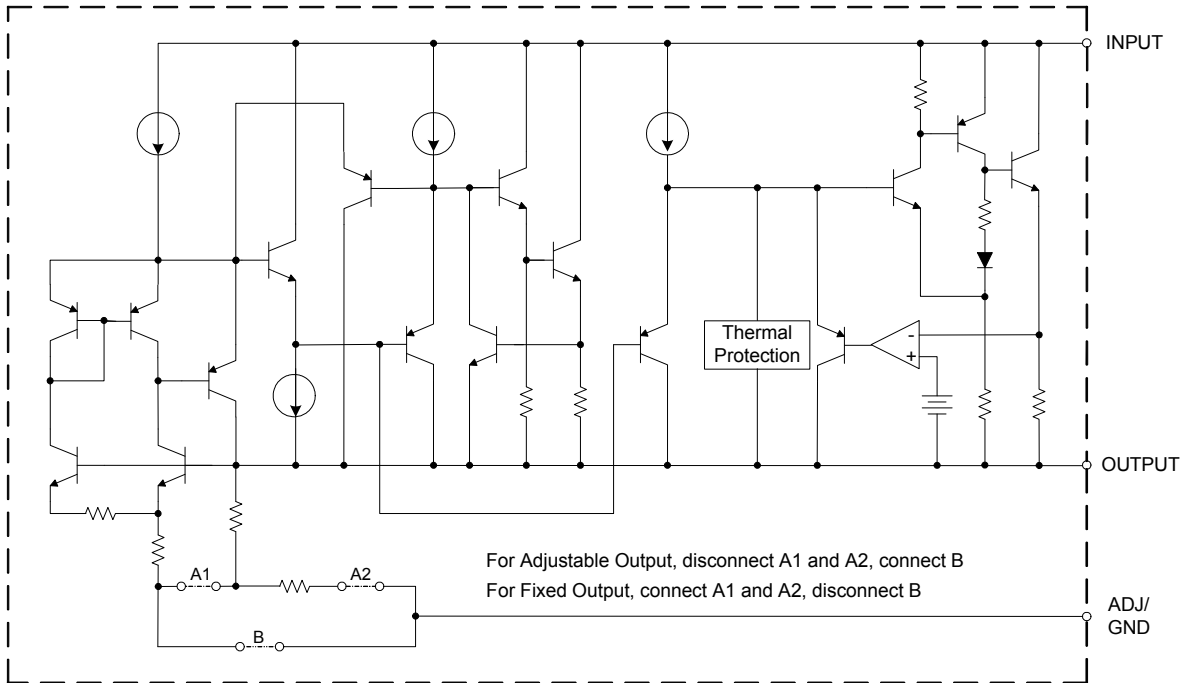 INPUT
Thermal
Protection
-
+
OUTPUT
For Adjustable Output, disconnect A1 and A2, connect B
For Fixed Output, connect A1 and A2, disconnect B
A1
A2
B
ADJ/
GND